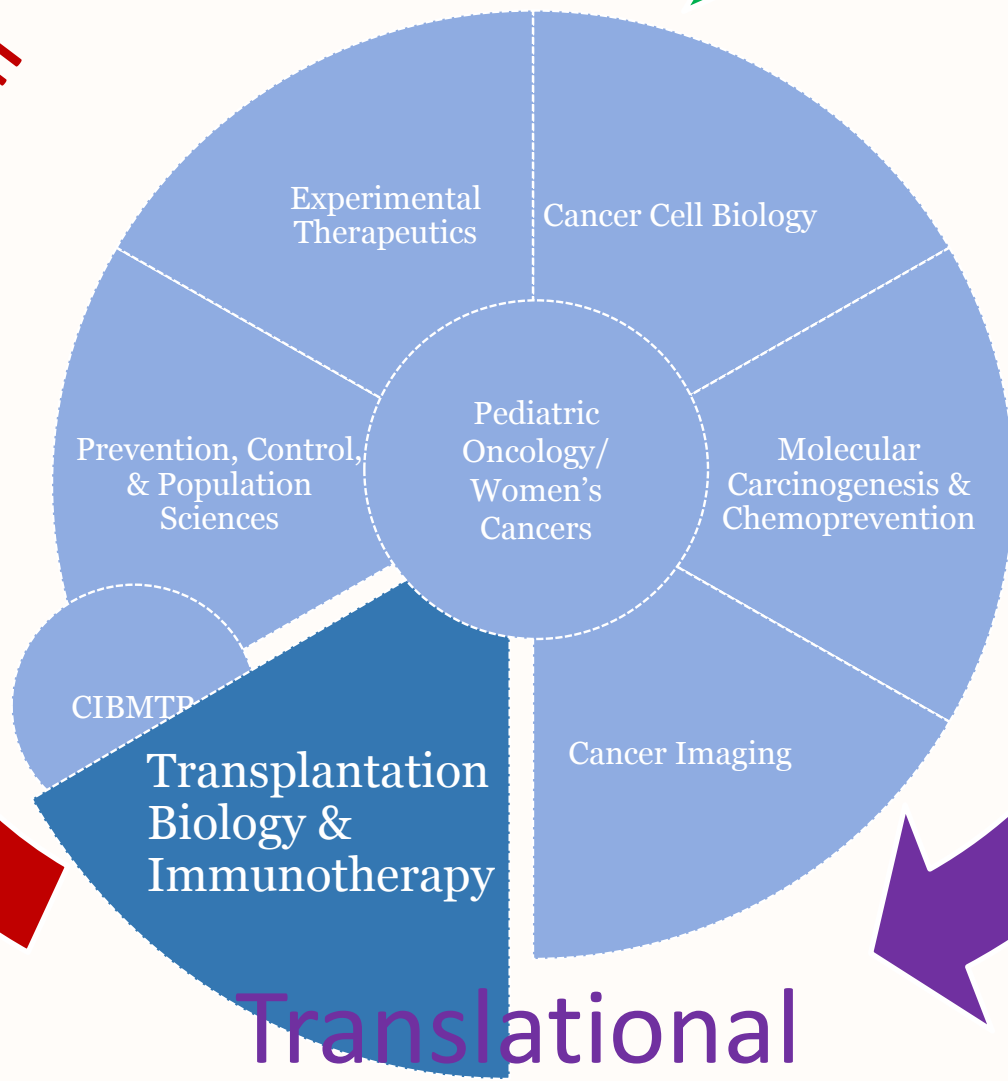 Experimental
Therapeutics
Cancer Cell Biology
Pediatric
Oncology/
Women's
Cancers
Prevention, Control,
& Population
Sciences
Molecular
Carcinogenesis &
Chemoprevention
CIBMTR
Transplantation
Biology &
Immunotherapy
Cancer Imaging
Translational